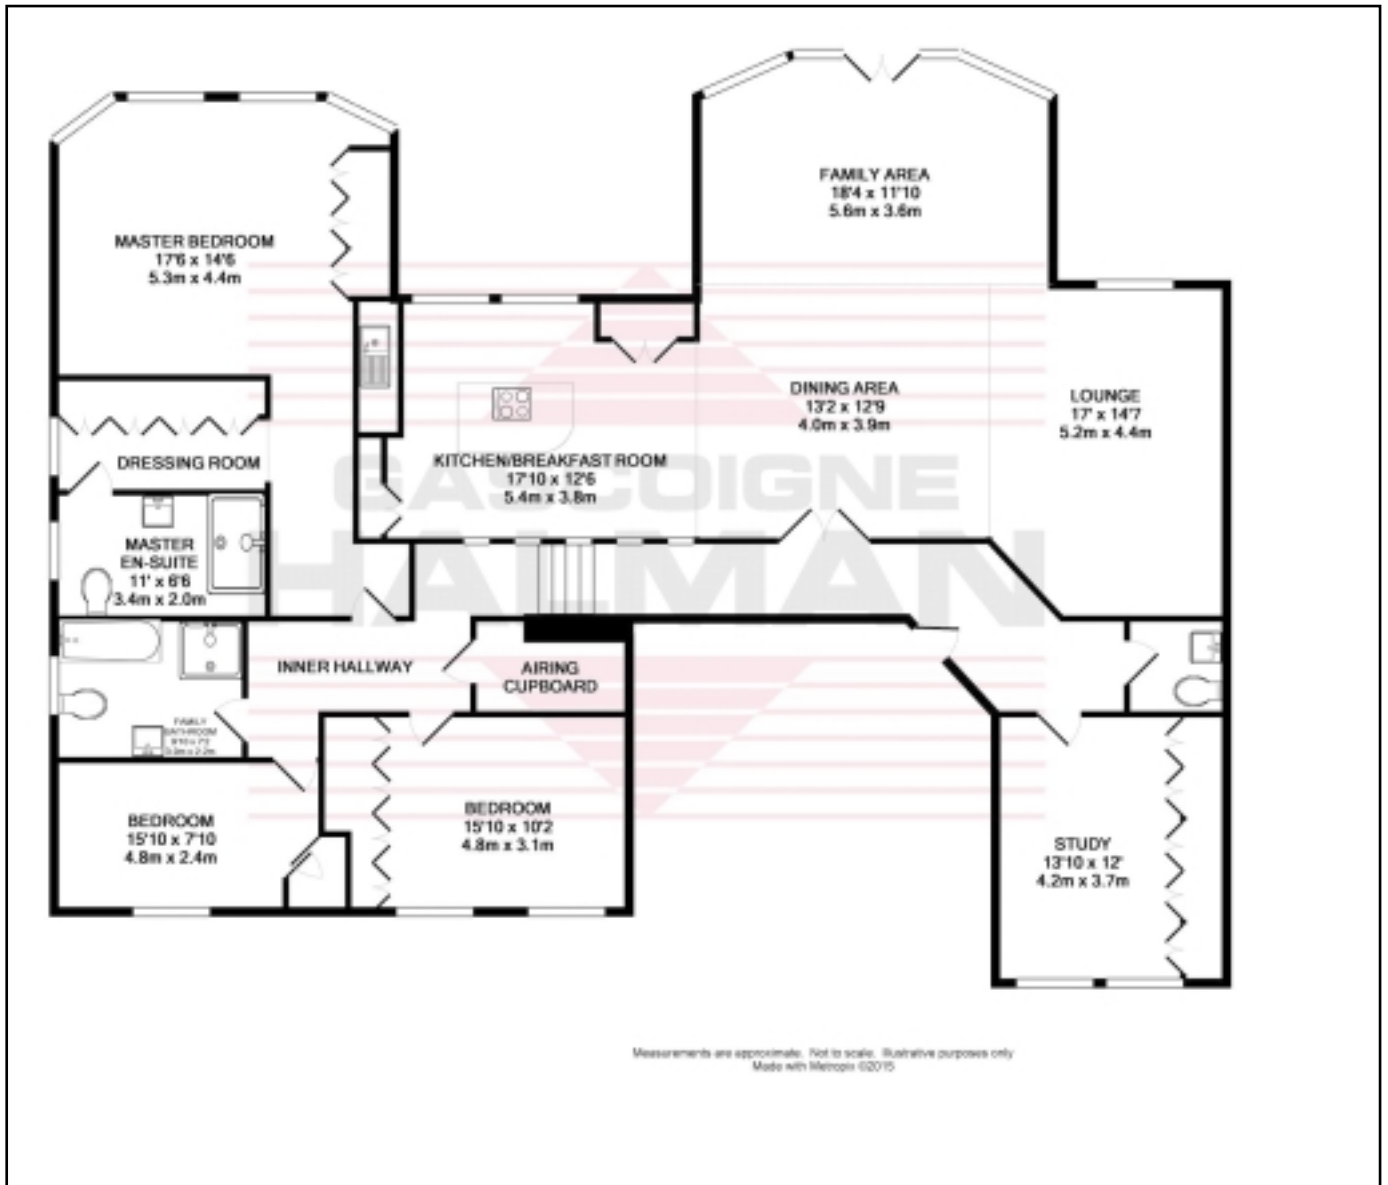 FAMILY AREA
18'4 x 11'10
5.6m x 3.6m
MASTER BEDROOM
17'6 x 14'6
5.3m x 4.4m
DINING AREA
13'2 x 12'9
4.0m x 3.9m
LOUNGE
17' x 14'7
5.2m x 4.4m
DRESSING ROOM
KITCHEN/BREAKFAST ROOM
17'10 x 12'6
5.4m x 3.8m
GASCOIGNE
HALMAN
MASTER
EN-SUITE
11' x 6'6
3.4m x 2.0m
INNER HALLWAY
AIRING
CUPBOARD
FAMILY
BATHROOM
BEDROOM
15'10 x 7'10
4.8m x 2.4m
BEDROOM
15'10 x 10'2
4.8m x 3.1m
STUDY
13'10 x 12'
4.2m x 3.7m
Measurements are approximate. Not to scale. Illustrative purposes only
Made with Metropix ©2015